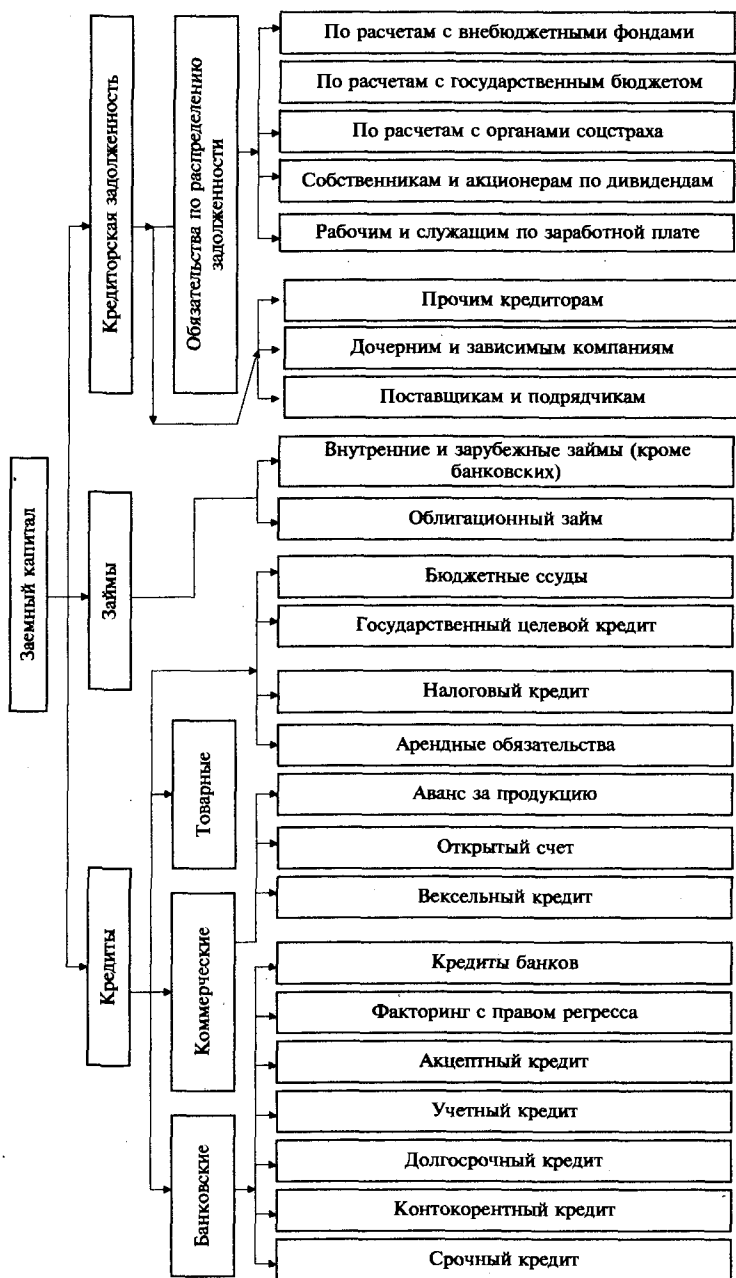 Заемный капитал
Кредиторская задолженность
Обязательства по распределению
задолженности
По расчетам с внебюджетными фондами
По расчетам с государственным бюджетом
По расчетам с органами соцстраха
Собственникам и акционерам по дивидендам
Рабочим и служащим по заработной плате
Прочим кредиторам
Дочерним и зависимым компаниям
Поставщикам и подрядчикам
Займы
Внутренние и зарубежные займы (кроме
банковских)
Облигационный займ
Кредиты
Бюджетные ссуды
Государственный целевой кредит
Налоговый кредит
Арендные обязательства
Товарные
Коммерческие
Аванс за продукцию
Открытый счет
Вексельный кредит
Банковские
Кредиты банков
Факторинг с правом регресса
Акцептный кредит
Учетный кредит
Долгосрочный кредит
Контокорентный кредит
Срочный кредит